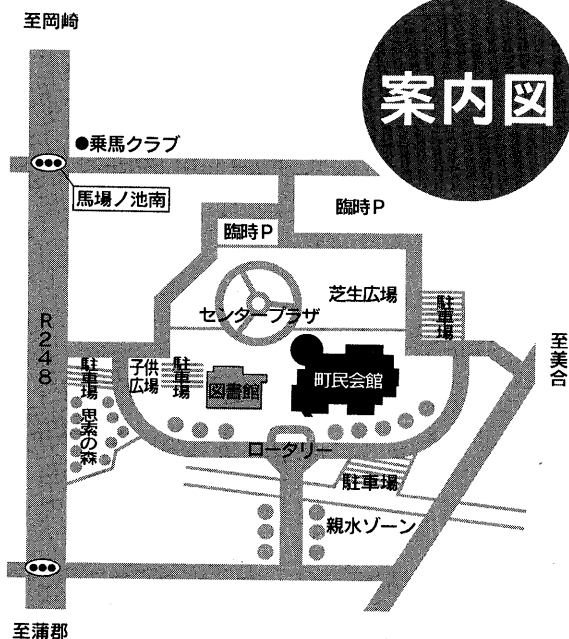 至岡崎
案内図
●乗馬クラブ
馬場ノ池南
臨時P
臨時P
芝生広場
センタープラザ
駐車場
R248
至美合
駐車場
子供
広場
駐車場
図書館
町民会館
思索の森
ロータリー
駐車場
親水ゾーン
至蒲郡